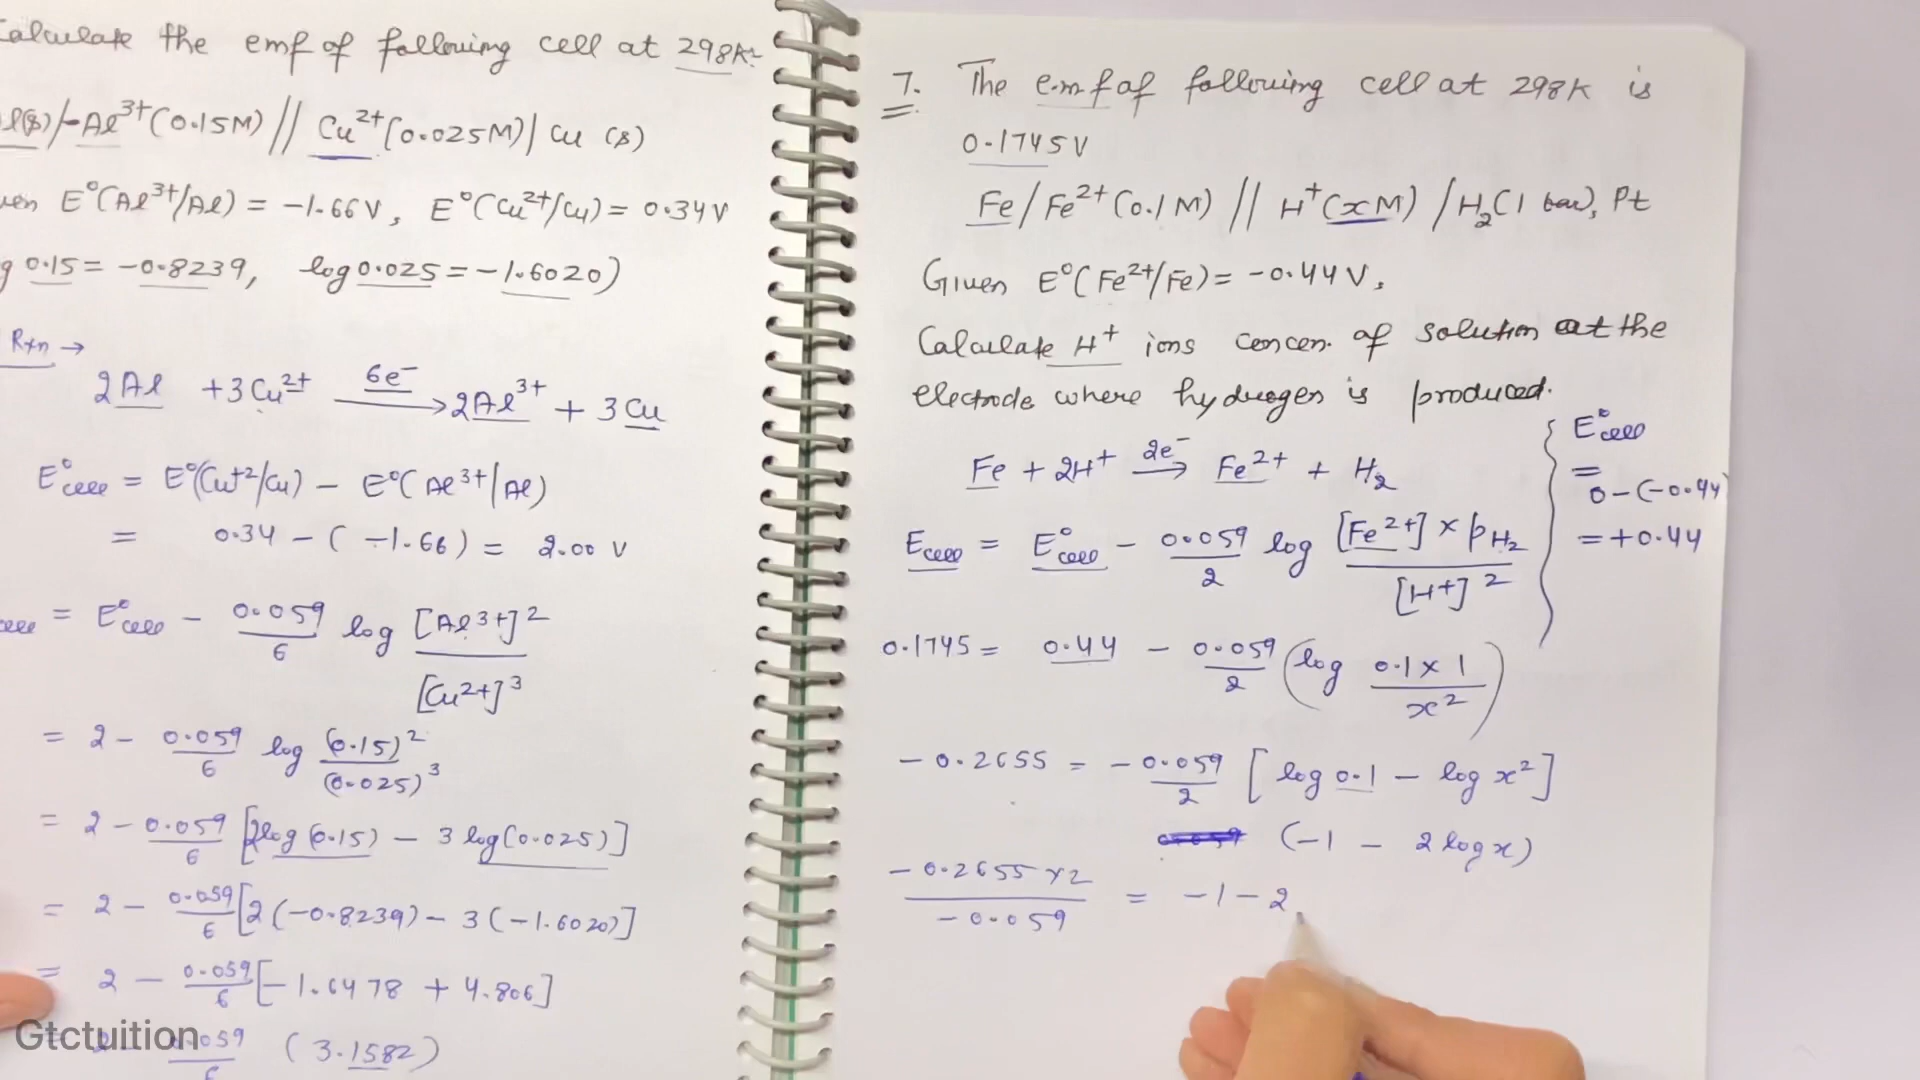 Calculate the emf of following cell at 298K:
Al(s)/Al³⁺(0.15M) // Cu²⁺(0.025M)/Cu (s)
E°(Al³⁺/Al) = -1.66V, E°(Cu²⁺/Cu) = 0.34V
0.15 = -0.8239, log 0.025 = -1.6020)
Rxn →
2Al + 3Cu²⁺ 6e⁻ → 2Al³⁺ + 3Cu
E°cell = E°(Cu⁺²/Cu) - E°(Al³⁺/Al)
= 0.34 - (-1.66) = 2.00 V
= E°cell - 0.059/6 log [Al³⁺]²/[Cu²⁺]³
= 2 - 0.059/6 log (0.15)²/(0.025)³
= 2 - 0.059/6 [2log(0.15) - 3 log(0.025)]
= 2 - 0.059/6 [2(-0.8239) - 3(-1.6020)]
= 2 - 0.059/6 [-1.6478 + 4.806]
(3.1582)
Gtctuition
7. The e.m.f of following cell at 298K is
0.1745V
Fe/Fe²⁺(0.1M) // H⁺(xM) /H₂(1 bar), Pt
Given E°(Fe²⁺/Fe) = -0.44V,
Calculate H⁺ ions concen. of solution at the
electrode where hydrogen is produced.
Fe + 2H⁺ 2e⁻ → Fe²⁺ + H₂
Ecell = E°cell - 0.059/2 log [Fe²⁺] × pH₂/[H⁺]²
0.1745 = 0.44 - 0.059/2 (log 0.1 × 1/x²)
-0.2655 = -0.059/2 [log 0.1 - log x²]
(-1 - 2 log x)
-0.2655 × 2/-0.059 = -1 - 2
E°cell
=
0 - (-0.44)
= +0.44